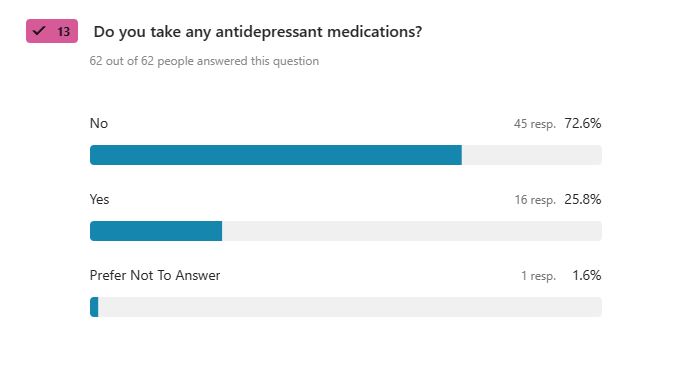 13 Do you take any antidepressant medications?
62 out of 62 people answered this question
No 45 resp. 72.6%
Yes 16 resp. 25.8%
Prefer Not To Answer 1 resp. 1.6%